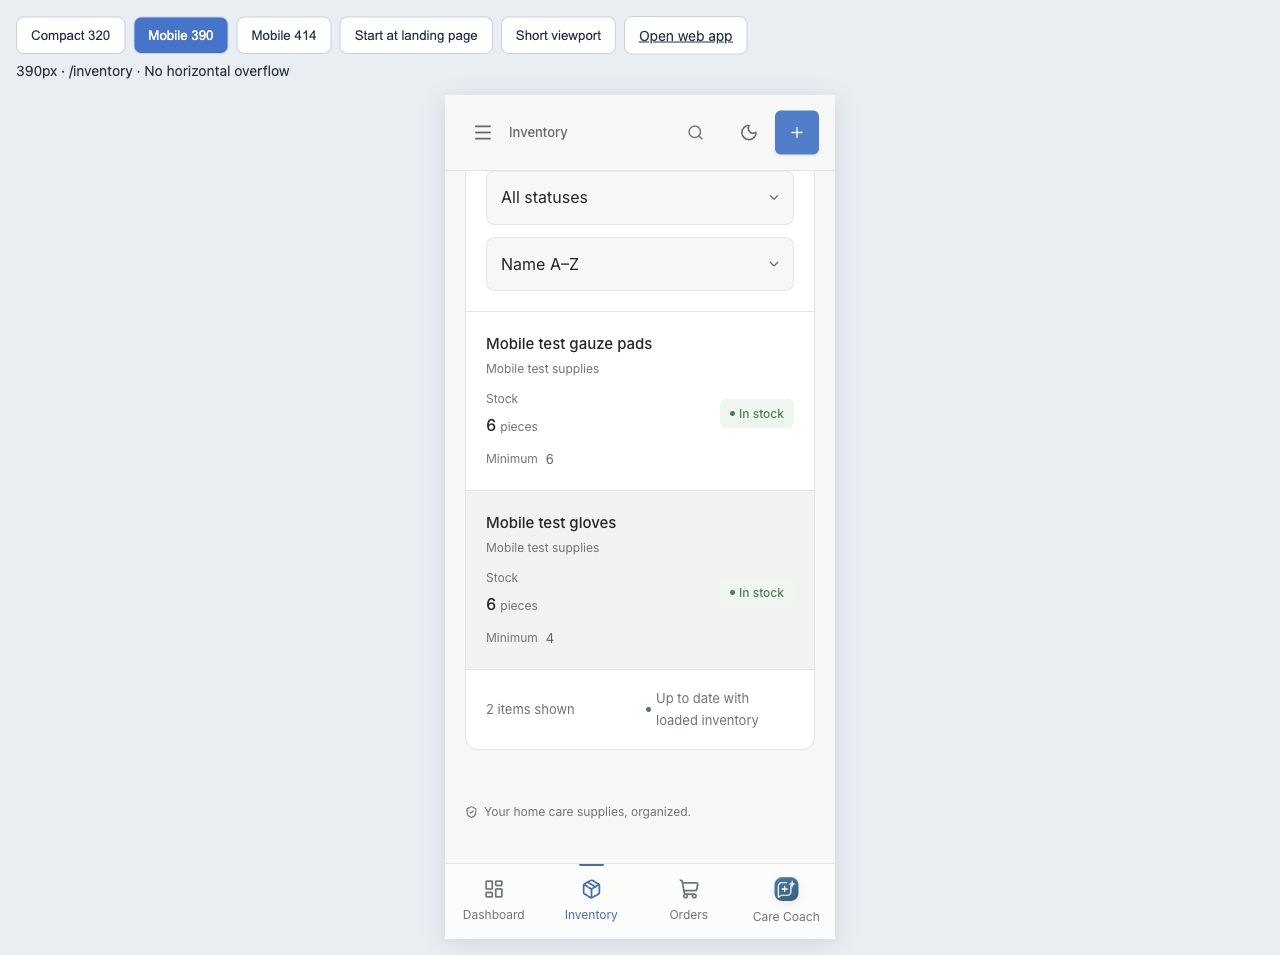 Compact 320
Mobile 390
Mobile 414
Start at landing page
Short viewport
Open web app
390px · /inventory · No horizontal overflow
Inventory
All statuses
Name A–Z
Mobile test gauze pads
Mobile test supplies
Stock
6 pieces
In stock
Minimum 6
Mobile test gloves
Mobile test supplies
Stock
6 pieces
In stock
Minimum 4
2 items shown
Up to date with
loaded inventory
Your home care supplies, organized.
Dashboard
Inventory
Orders
Care Coach